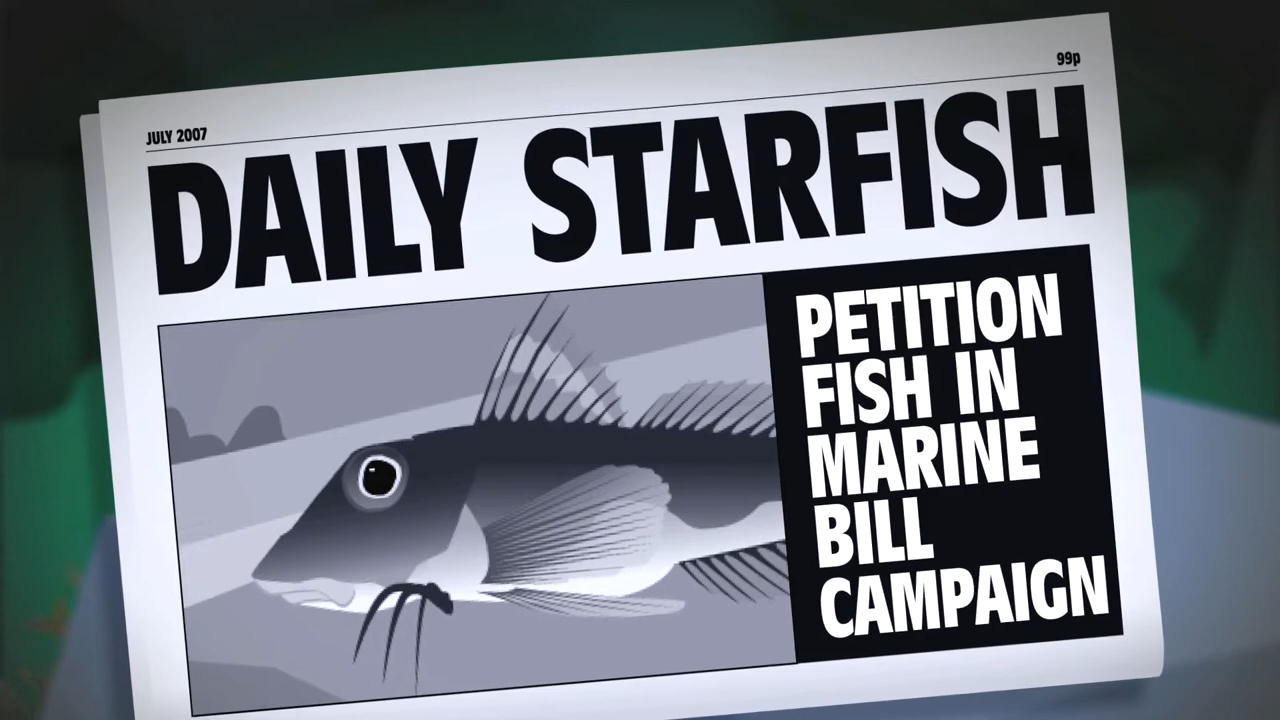 99p
JULY 2007
DAILY STARFISH
PETITION
FISH IN
MARINE
BILL
CAMPAIGN